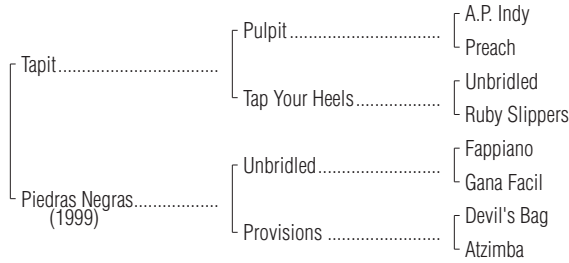 A.P. Indy
Pulpit
Preach
Tapit
Unbridled
Tap Your Heels
Ruby Slippers
Fappiano
Unbridled
Gana Facil
Piedras Negras
(1999)
Devil's Bag
Provisions
Atzimba